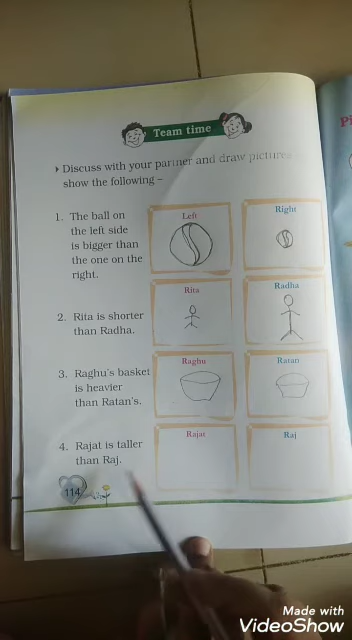 Team time
Discuss with your partner and draw pictures
show the following –
1. The ball on
the left side
is bigger than
the one on the
right.
Left
Right
2. Rita is shorter
than Radha.
Rita
Radha
3. Raghu's basket
is heavier
than Ratan's.
Raghu
Ratan
4. Rajat is taller
than Raj.
Rajat
Raj
114
Made with
VideoShow